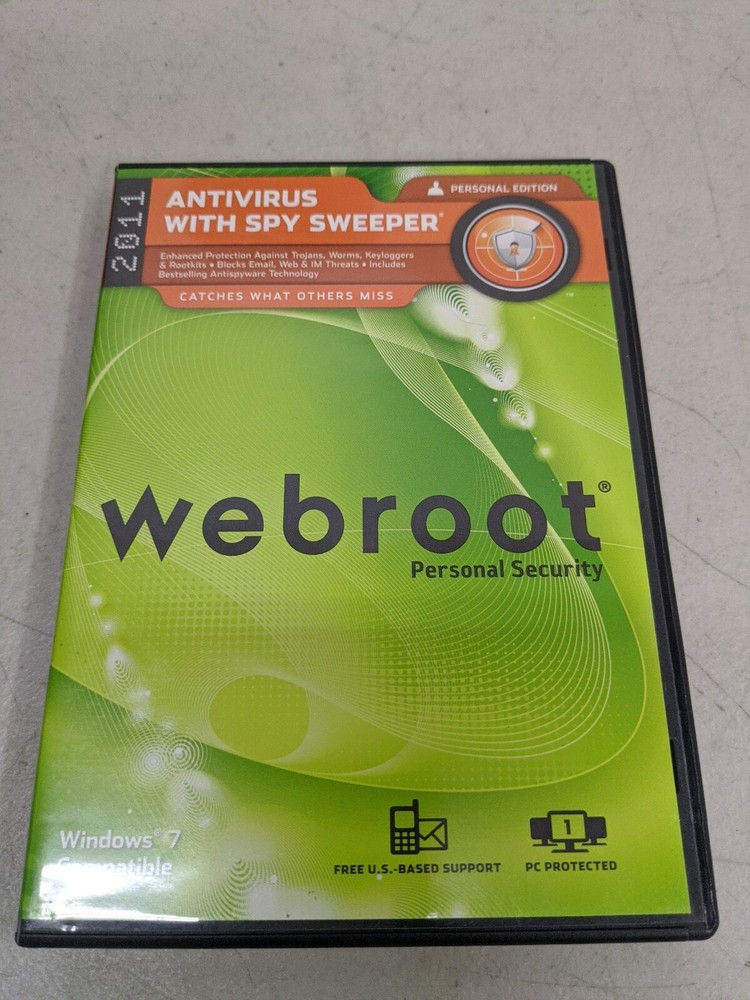 2011
ANTIVIRUS
WITH SPY SWEEPER®
PERSONAL EDITION
Enhanced Protection Against Trojans, Worms, Keyloggers
& Rootkits • Blocks Email, Web & IM Threats • Includes
Bestselling Antispyware Technology
CATCHES WHAT OTHERS MISS
™
webroot®
Personal Security
Windows® 7
Compatible
1
FREE U.S.-BASED SUPPORT
PC PROTECTED